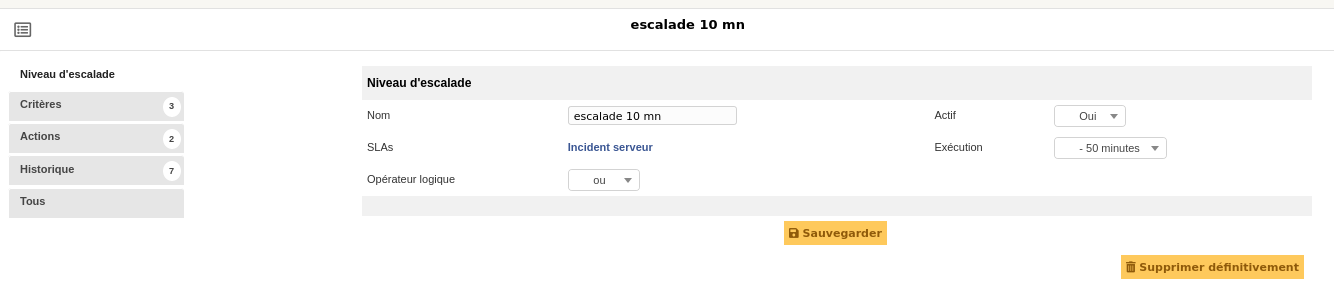 escalade 10 mn
Niveau d'escalade
Critères 3
Actions 2
Historique 7
Tous
Niveau d'escalade
Nom escalade 10 mn Actif Oui
SLAs Incident serveur Exécution - 50 minutes
Opérateur logique ou
Sauvegarder
Supprimer définitivement